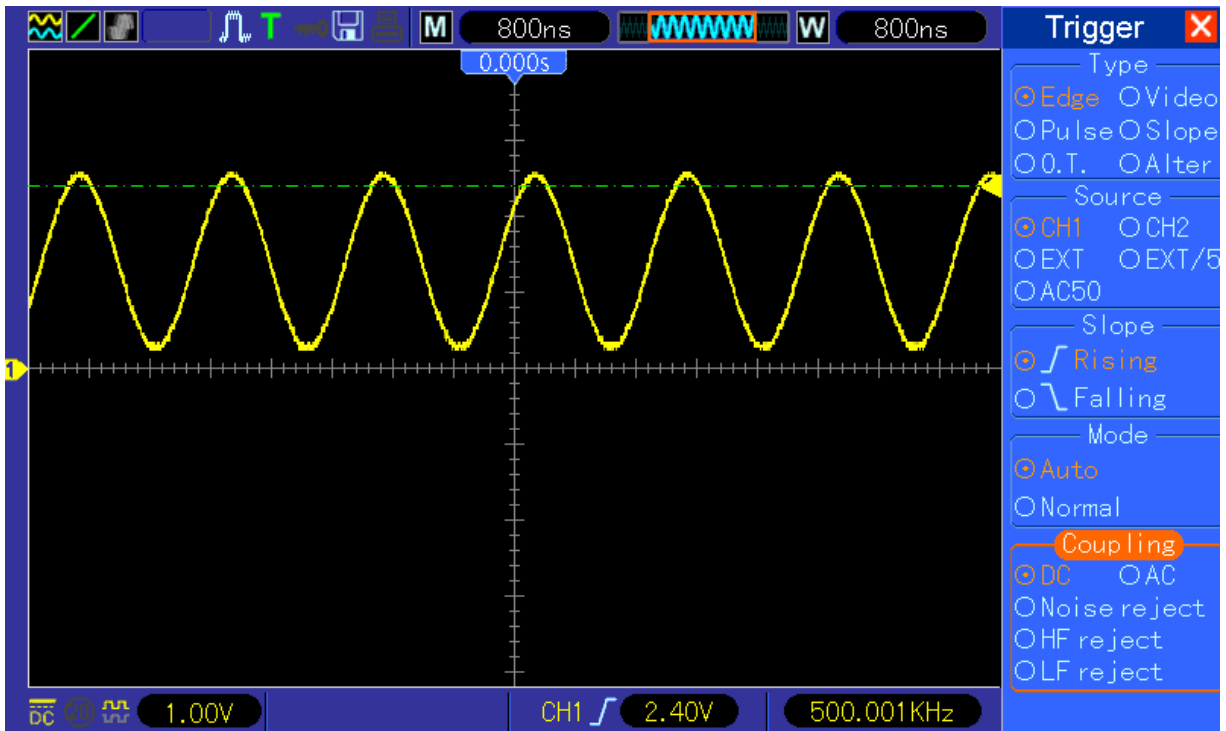 T M 800ns W 800ns Trigger X
0.000s
Type
Edge Video
Pulse Slope
O.T. Alter
Source
CH1 CH2
EXT EXT/5
AC50
Slope
Rising
Falling
Mode
Auto
Normal
Coupling
DC AC
Noise reject
HF reject
LF reject
1
DC 20 1.00V CH1 2.40V 500.001KHz